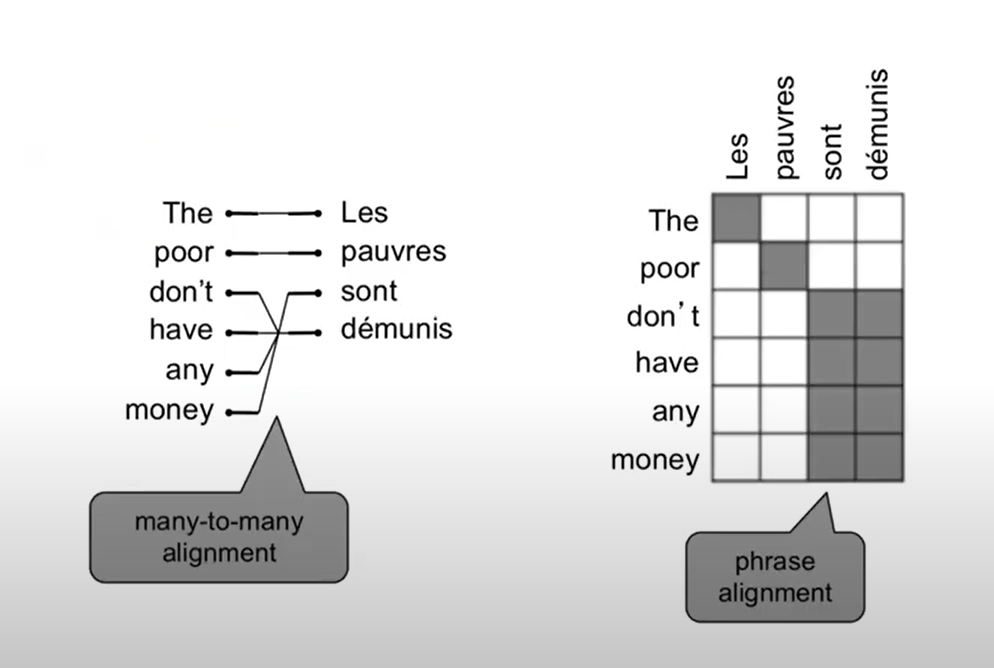 The Les
poor pauvres
don't sont
have démunis
any
money
many-to-many
alignment
Les pauvres sont démunis
The
poor
don't
have
any
money
phrase
alignment